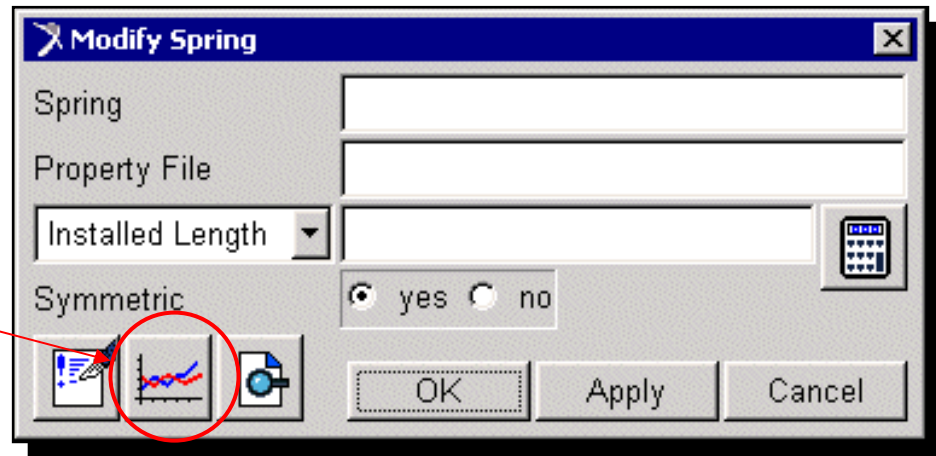 Modify Spring
Spring
Property File
Installed Length
Symmetric yes no
OK Apply Cancel